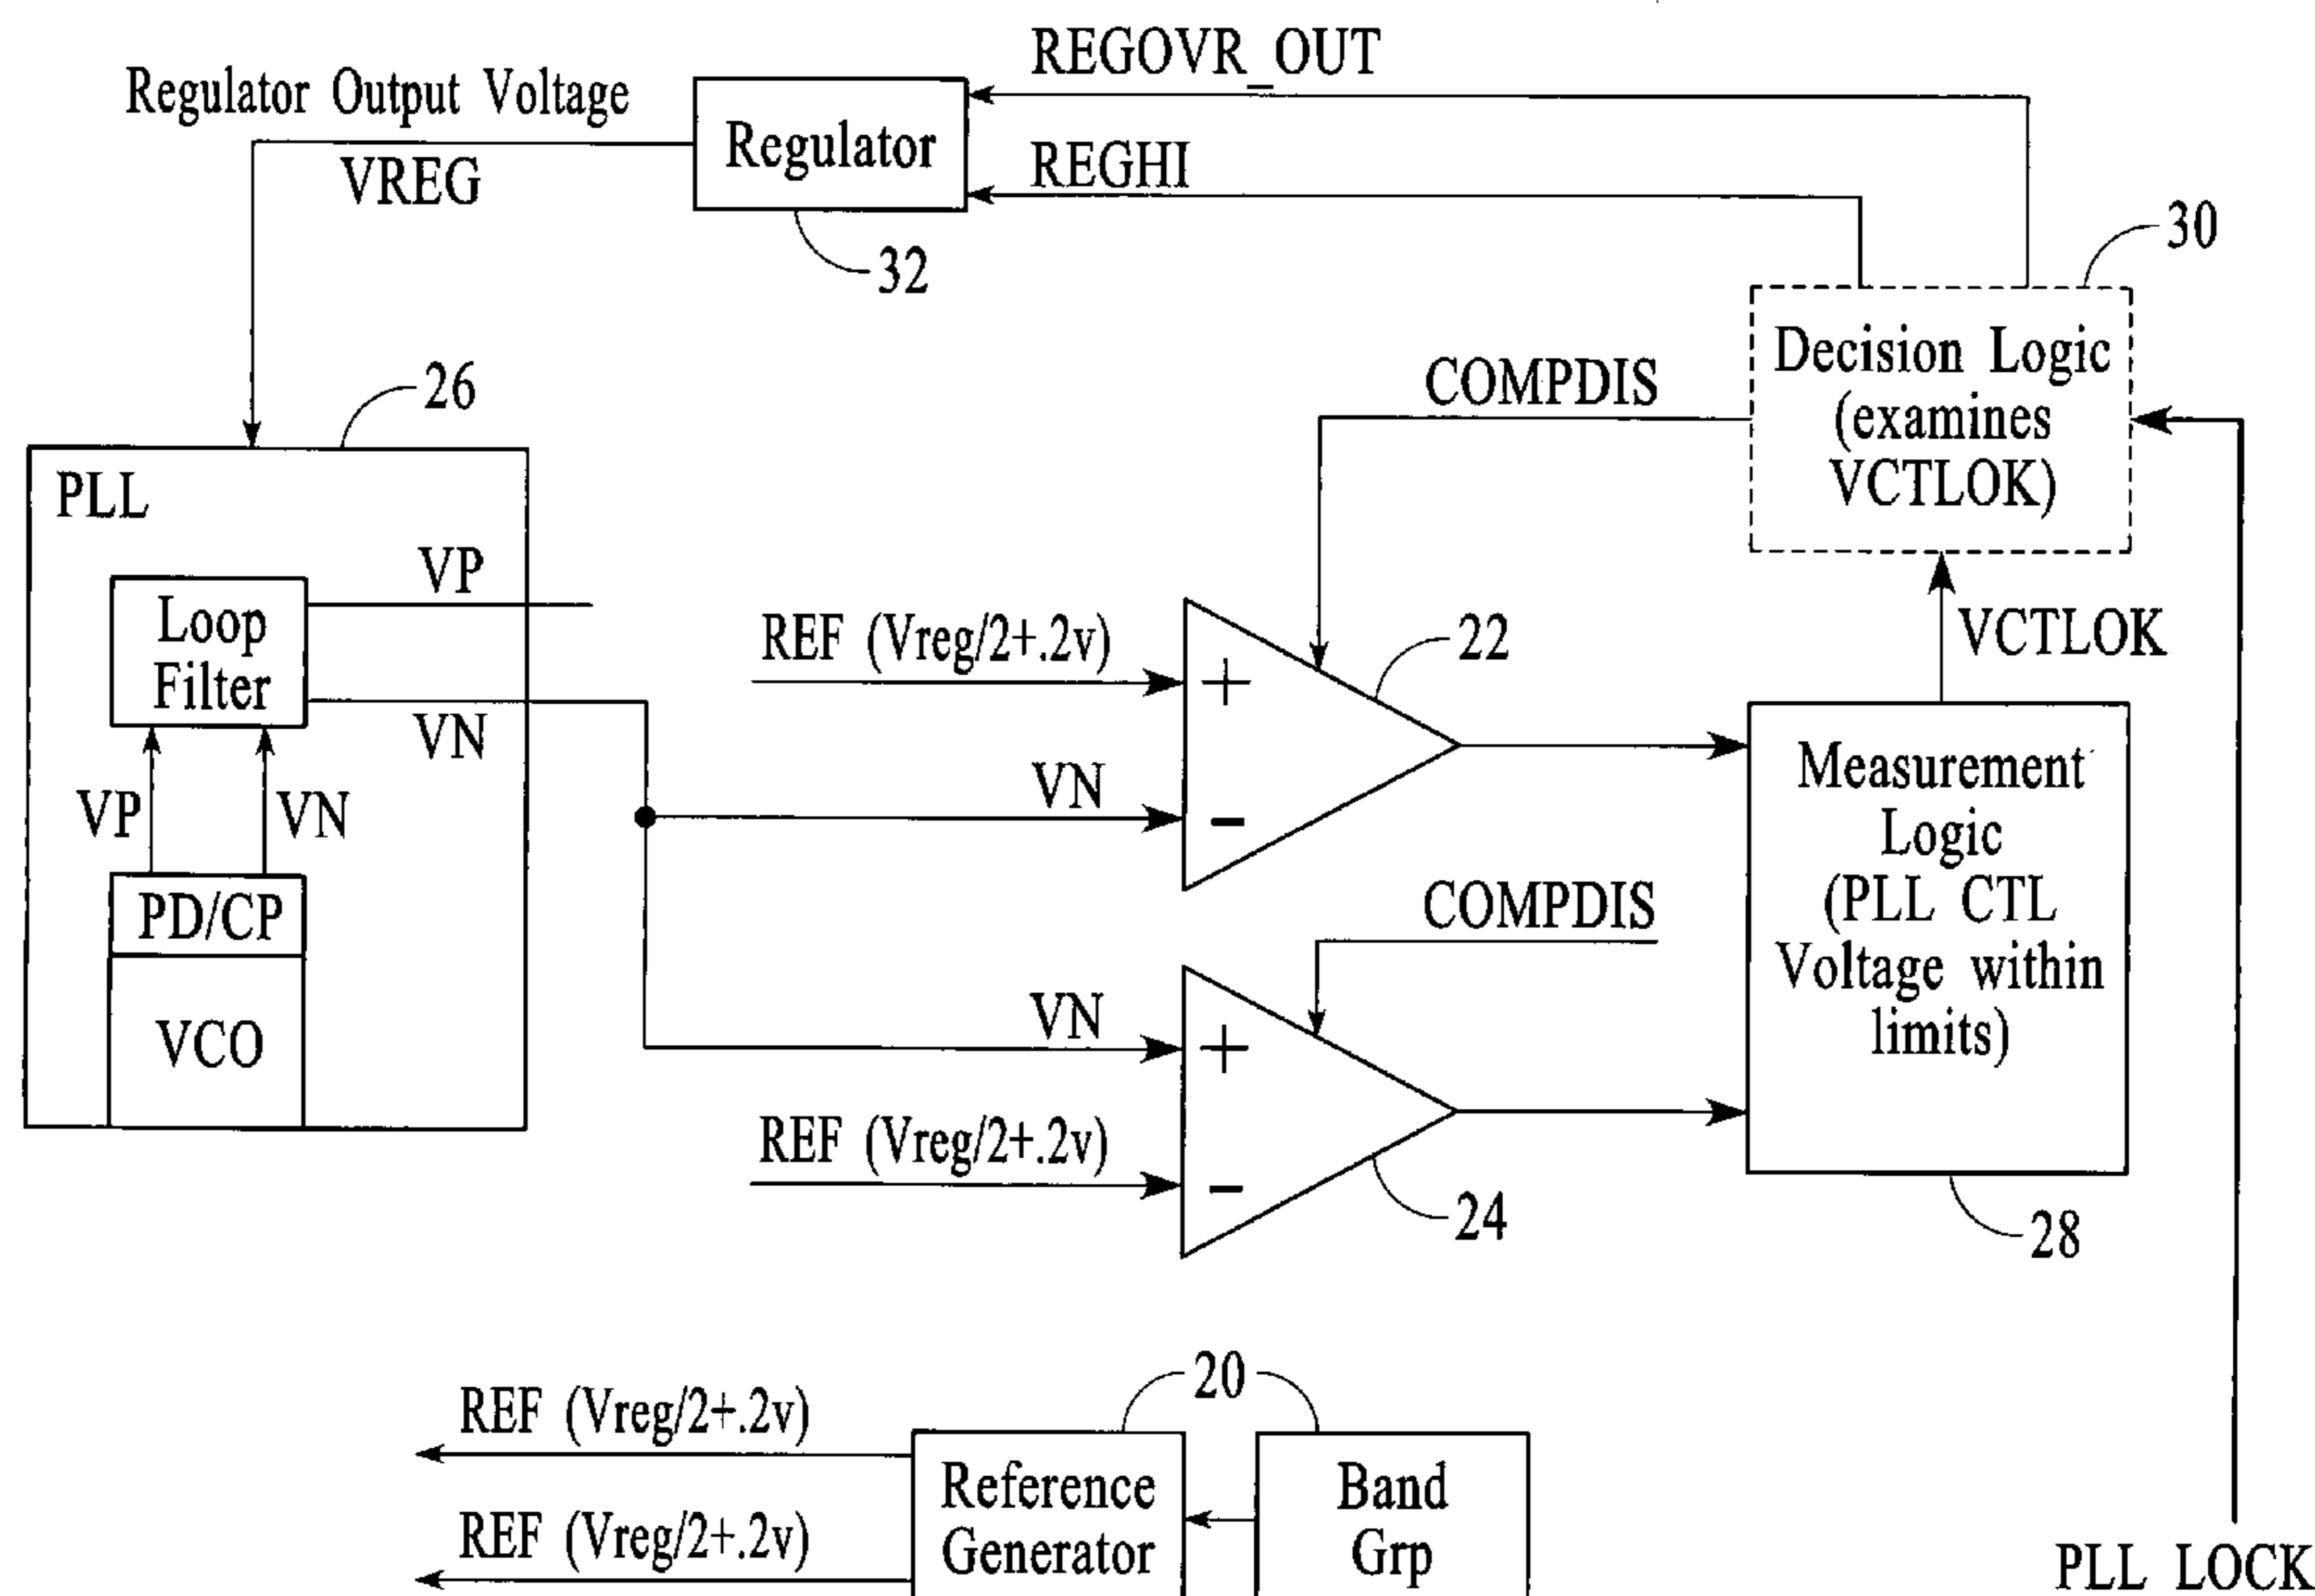 REGOVR_OUT
Regulator Output Voltage
VREG
Regulator
REGHI
32
30
Decision Logic
(examines
VCTLOK)
COMPDIS
26
PLL
VP
Loop
Filter
VN
VP
VN
PD/CP
VCO
REF (Vreg/2+.2v)
+
22
VN
-
VCTLOK
Measurement
Logic
(PLL CTL
Voltage within
limits)
COMPDIS
VN
+
REF (Vreg/2+.2v)
-
24
28
20
REF (Vreg/2+.2v)
REF (Vreg/2+.2v)
Reference
Generator
Band
Grp
PLL LOCK